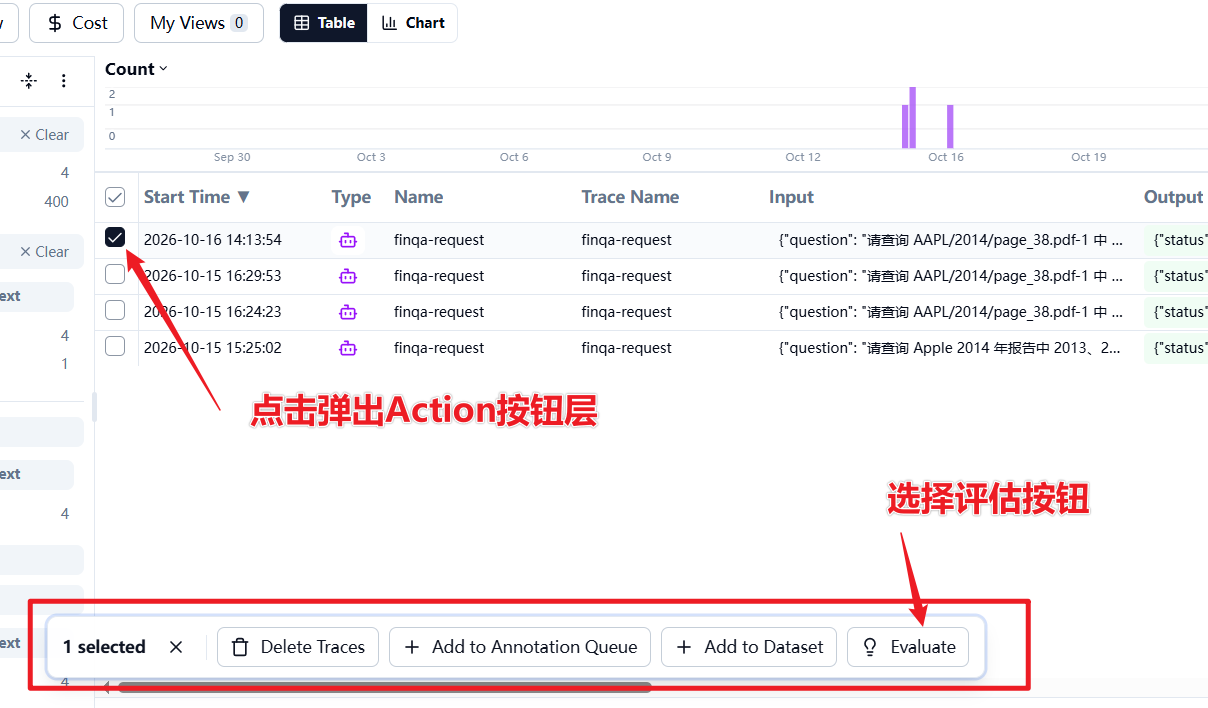 $ Cost
My Views 0
Table
Chart
Count
Clear
4
400
Clear
ext
4
1
ext
4
ext
4
2
1
0
Sep 30 Oct 3 Oct 6 Oct 9 Oct 12 Oct 16 Oct 19
Start Time ▼ Type Name Trace Name Input Output
2026-10-16 14:13:54 finqa-request finqa-request {"question": "请查询 AAPL/2014/page_38.pdf-1 中 ... {"status"
2026-10-15 16:29:53 finqa-request finqa-request {"question": "请查询 AAPL/2014/page_38.pdf-1 中 ... {"status"
2026-10-15 16:24:23 finqa-request finqa-request {"question": "请查询 AAPL/2014/page_38.pdf-1 中 ... {"status"
2026-10-15 15:25:02 finqa-request finqa-request {"question": "请查询 Apple 2014 年报告中 2013、2... {"status"
点击弹出Action按钮层
选择评估按钮
1 selected
Delete Traces
Add to Annotation Queue
Add to Dataset
Evaluate